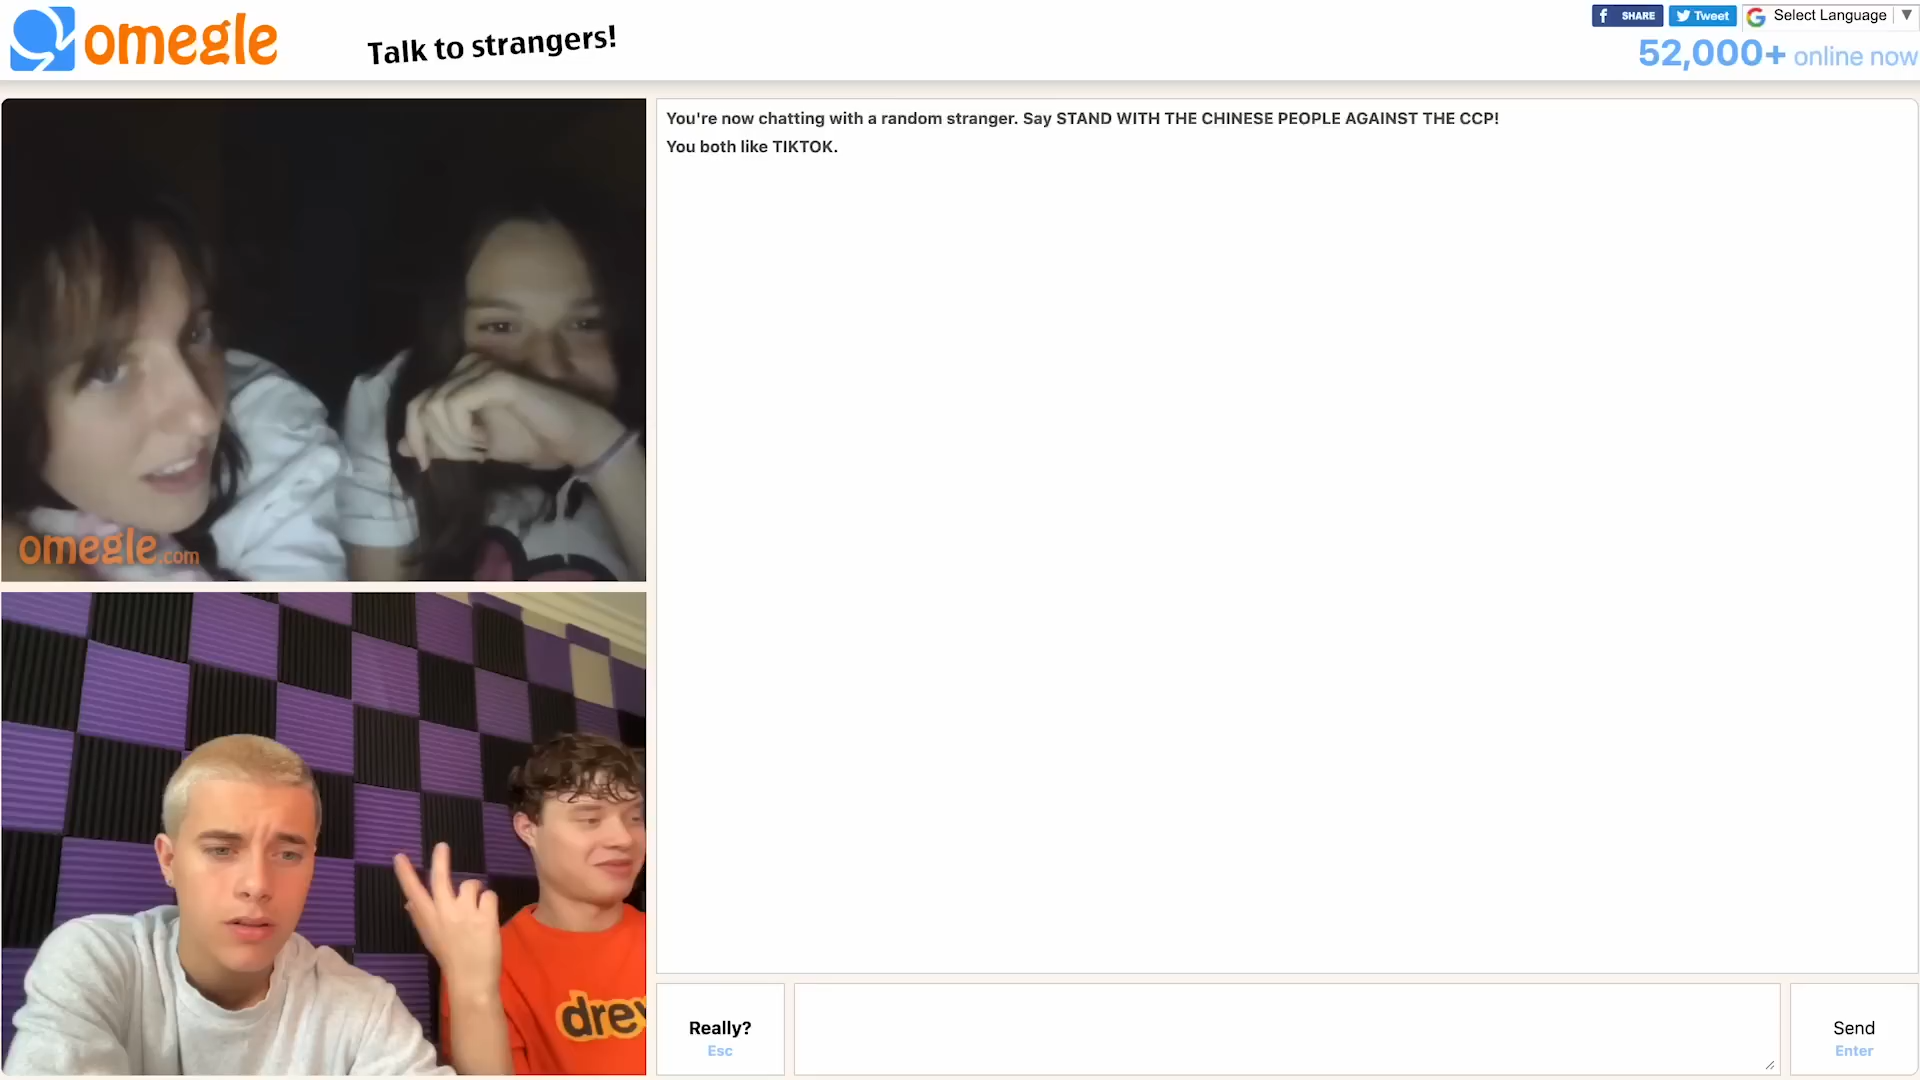 omegle
Talk to strangers!
SHARE
Tweet
Select Language
52,000+ online now
You're now chatting with a random stranger. Say STAND WITH THE CHINESE PEOPLE AGAINST THE CCP!
You both like TIKTOK.
omegle.com
drew
Really?
Esc
Send
Enter